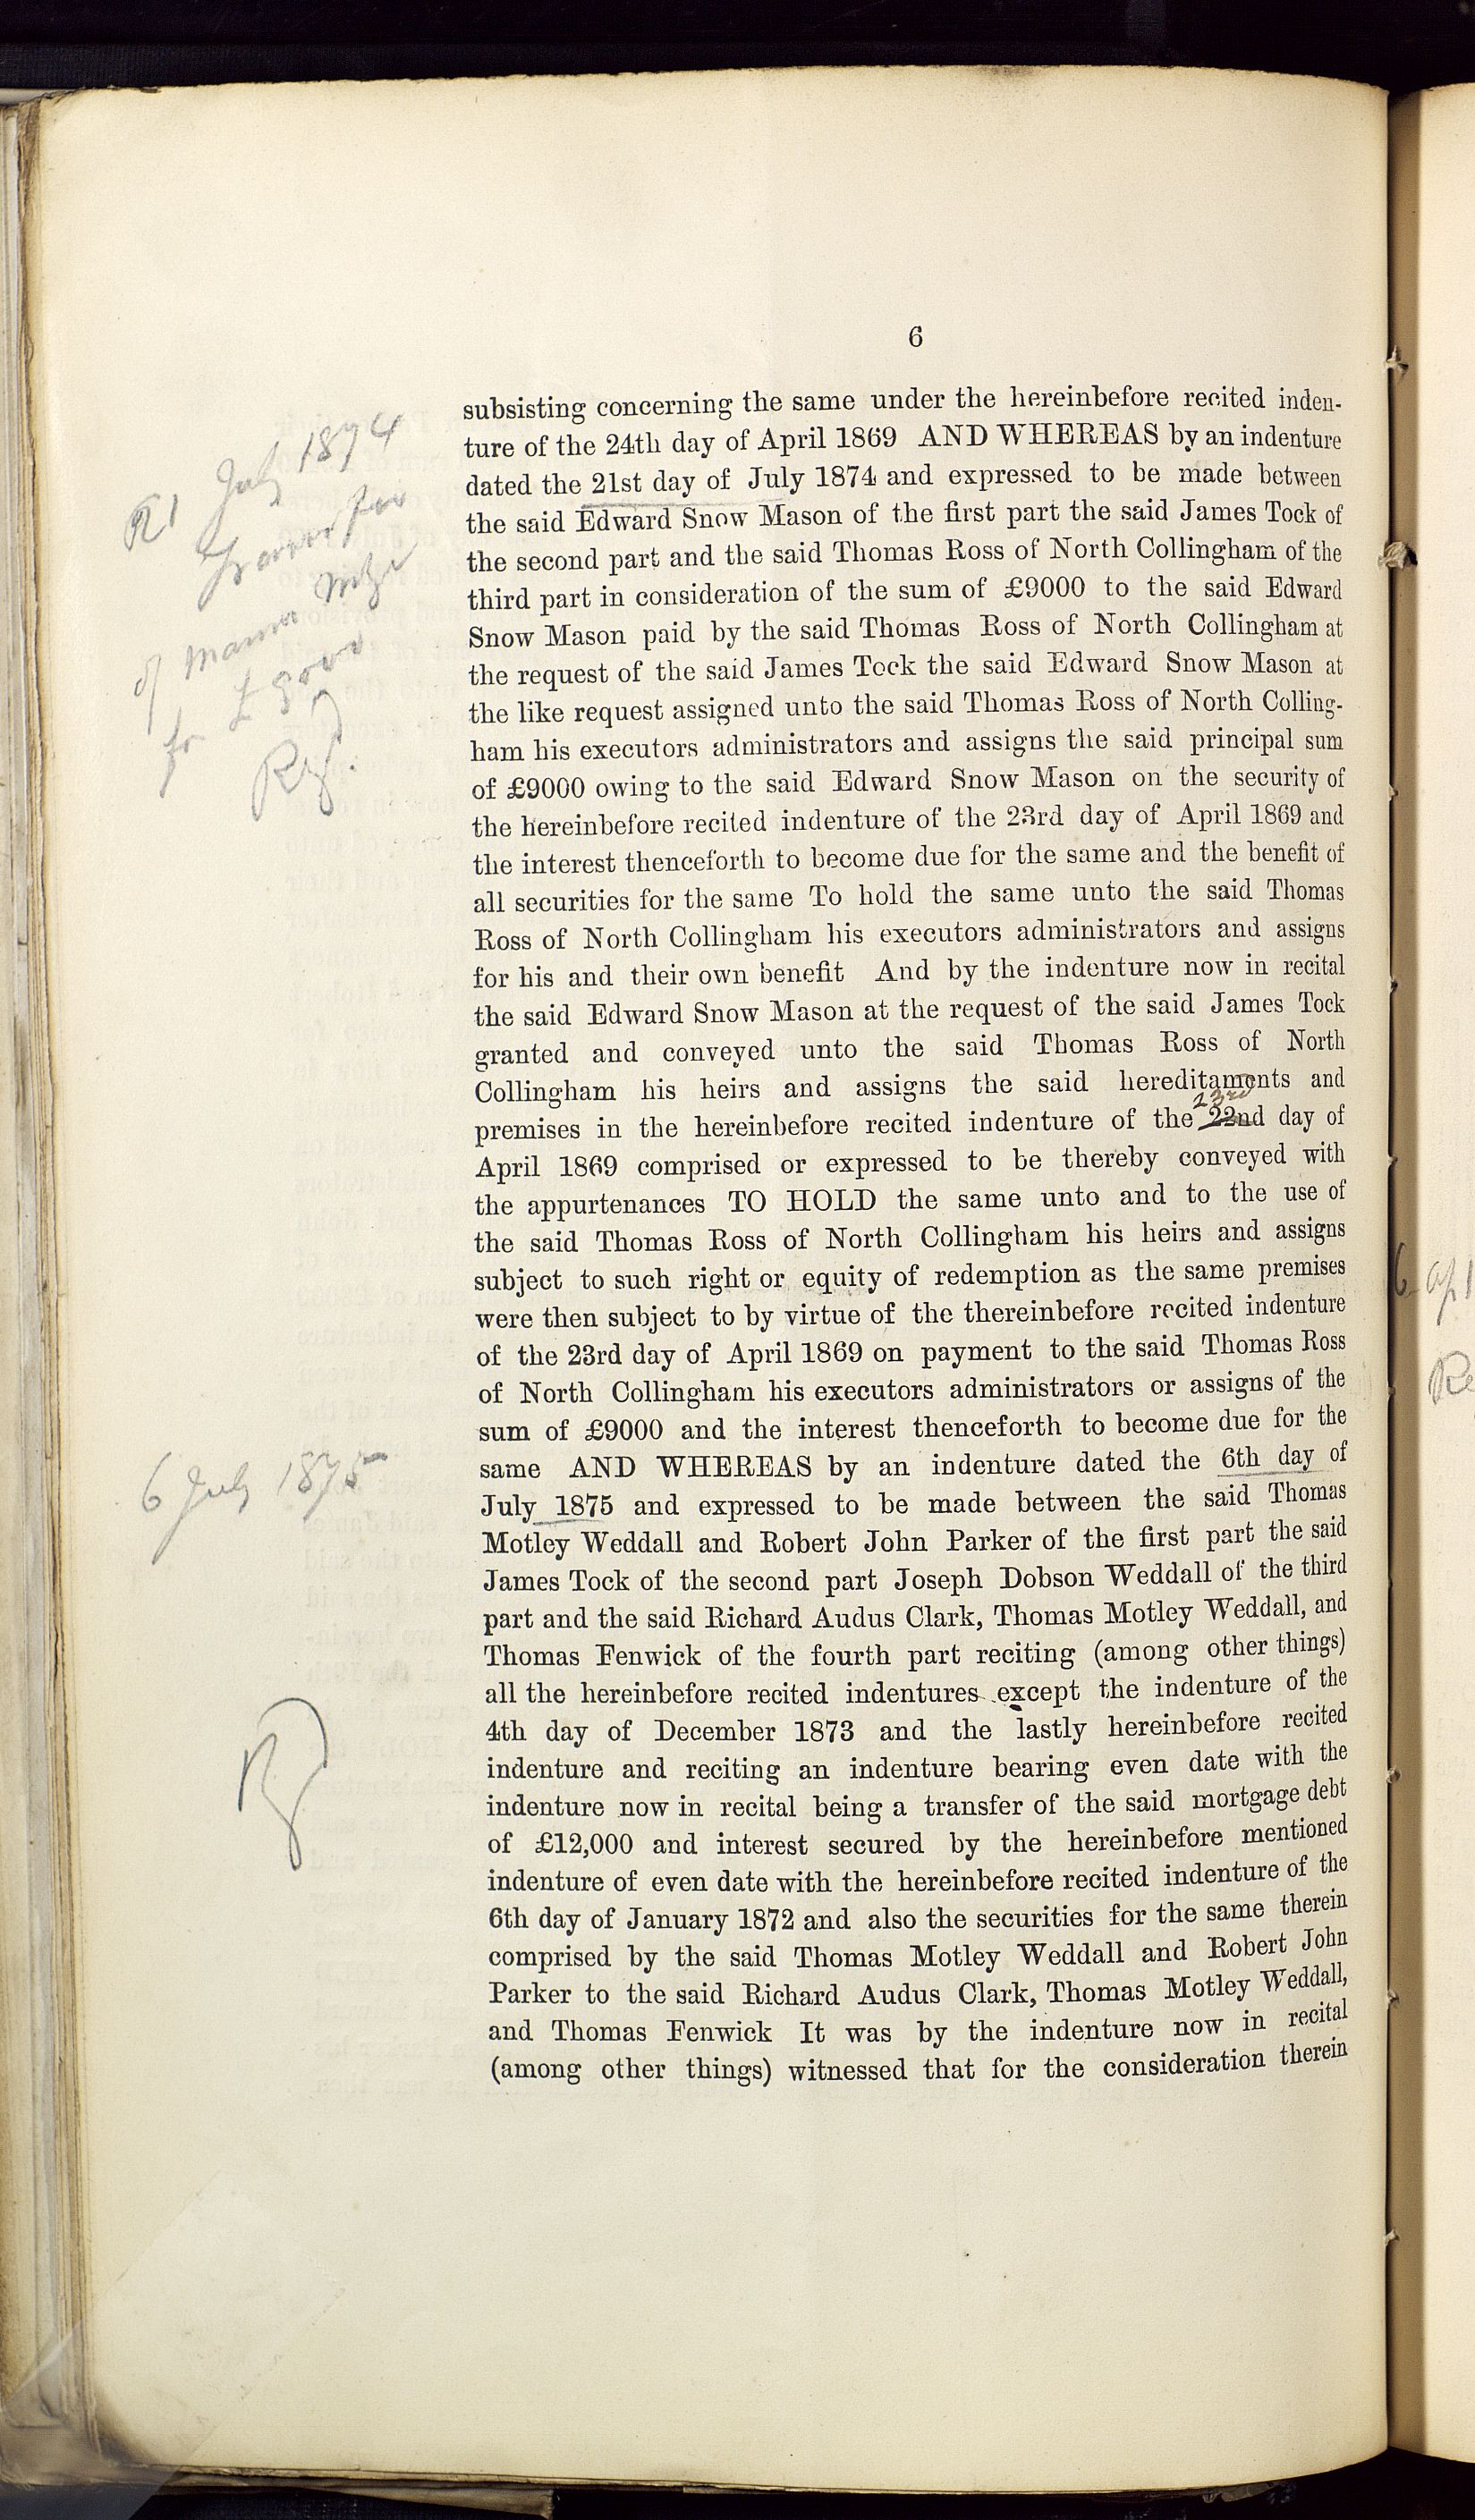 6
subsisting concerning the same under the hereinbefore recited inden-
ture of the 24th day of April 1869 AND WHEREAS by an indenture
dated the 21st day of July 1874 and expressed to be made between
the said Edward Snow Mason of the first part the said James Tock of
the second part and the said Thomas Ross of North Collingham of the
third part in consideration of the sum of £9000 to the said Edward
Snow Mason paid by the said Thomas Ross of North Collingham at
the request of the said James Tock the said Edward Snow Mason at
the like request assigned unto the said Thomas Ross of North Colling-
ham his executors administrators and assigns the said principal sum
of £9000 owing to the said Edward Snow Mason on the security of
the hereinbefore recited indenture of the 23rd day of April 1869 and
the interest thenceforth to become due for the same and the benefit of
all securities for the same To hold the same unto the said Thomas
Ross of North Collingham his executors administrators and assigns
for his and their own benefit And by the indenture now in recital
the said Edward Snow Mason at the request of the said James Tock
granted and conveyed unto the said Thomas Ross of North
Collingham his heirs and assigns the said hereditaments and
23rd
premises in the hereinbefore recited indenture of the 22nd day of
April 1869 comprised or expressed to be thereby conveyed with
the appurtenances TO HOLD the same unto and to the use of
the said Thomas Ross of North Collingham his heirs and assigns
subject to such right or equity of redemption as the same premises
were then subject to by virtue of the thereinbefore recited indenture
of the 23rd day of April 1869 on payment to the said Thomas Ross
of North Collingham his executors administrators or assigns of the
sum of £9000 and the interest thenceforth to become due for the
same AND WHEREAS by an indenture dated the 6th day of
July 1875 and expressed to be made between the said Thomas
Motley Weddall and Robert John Parker of the first part the said
James Tock of the second part Joseph Dobson Weddall of the third
part and the said Richard Audus Clark, Thomas Motley Weddall, and
Thomas Fenwick of the fourth part reciting (among other things)
all the hereinbefore recited indentures except the indenture of the
4th day of December 1873 and the lastly hereinbefore recited
indenture and reciting an indenture bearing even date with the
indenture now in recital being a transfer of the said mortgage debt
of £12,000 and interest secured by the hereinbefore mentioned
indenture of even date with the hereinbefore recited indenture of the
6th day of January 1872 and also the securities for the same therein
comprised by the said Thomas Motley Weddall and Robert John
Parker to the said Richard Audus Clark, Thomas Motley Weddall,
and Thomas Fenwick It was by the indenture now in recital
(among other things) witnessed that for the consideration therein
July 1874
of
for £9000
6 July 1875